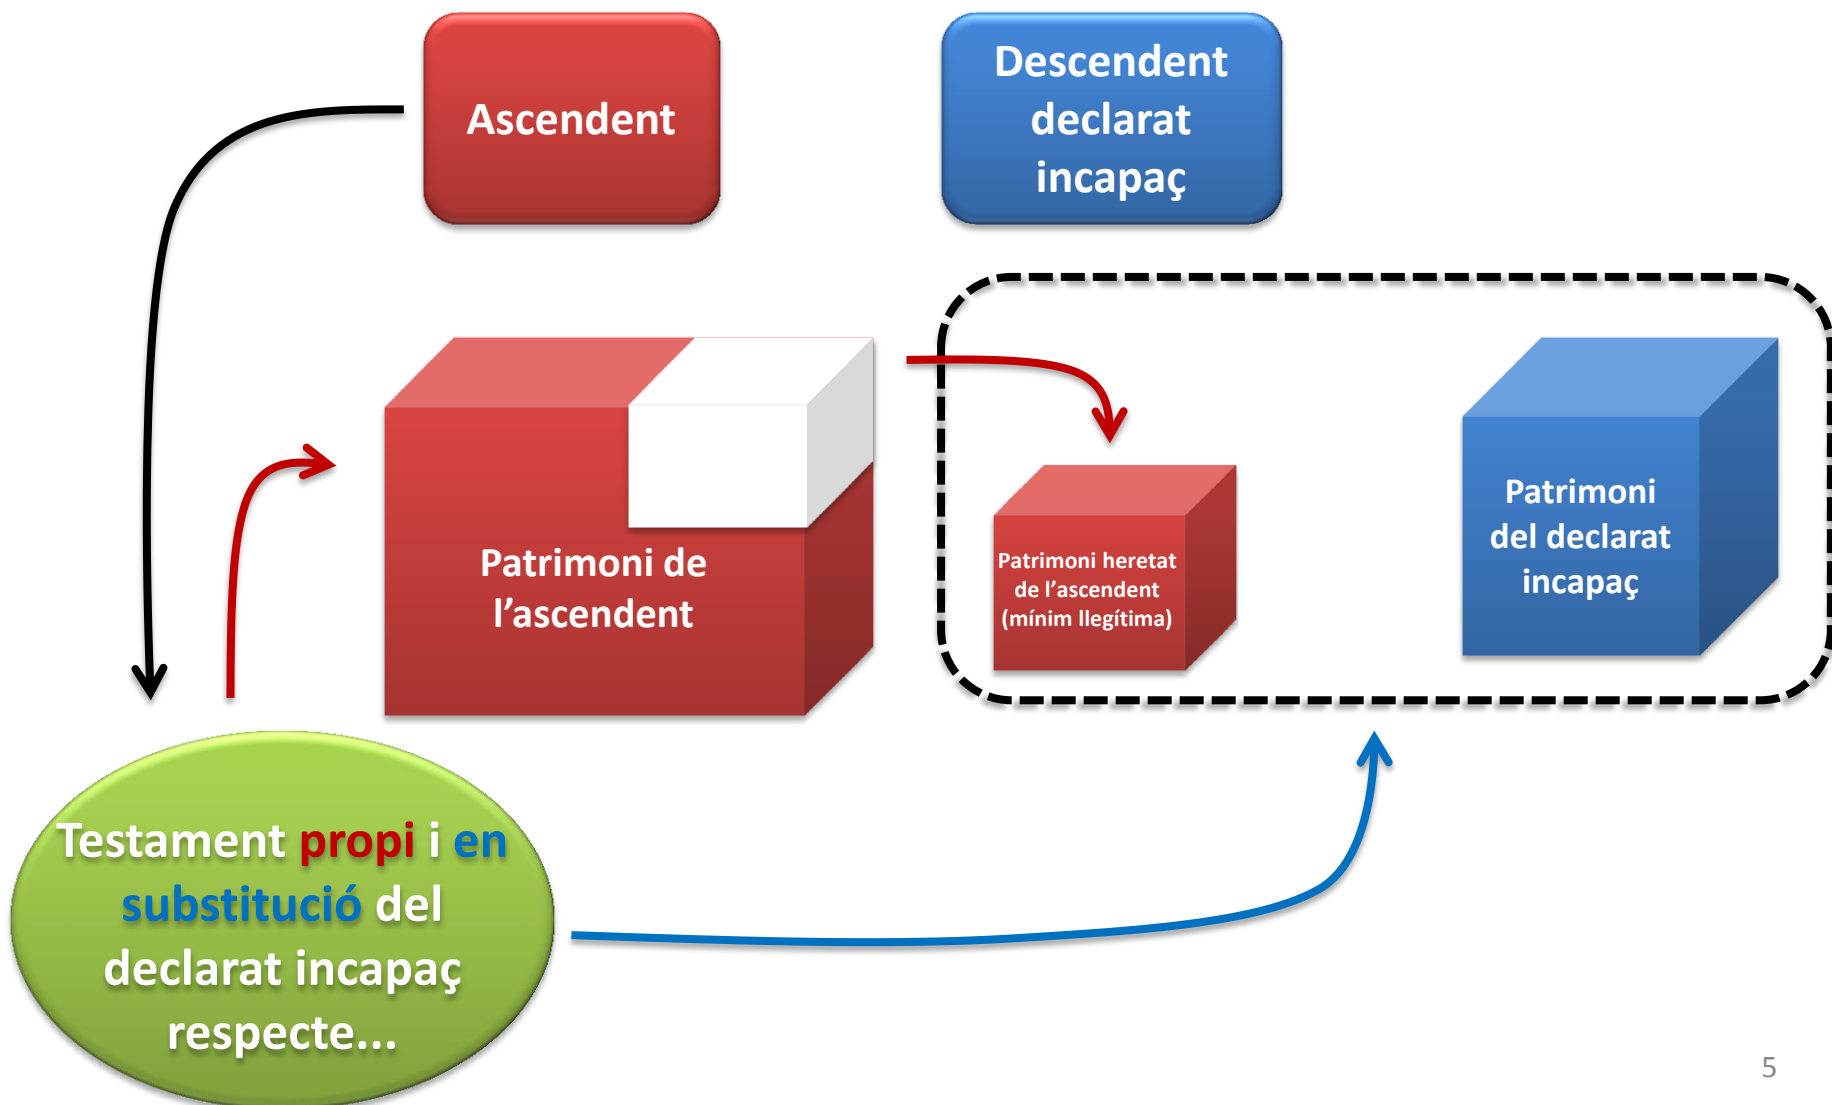 Ascendent
Descendent
declarat
incapaç
Patrimoni de
l’ascendent
Patrimoni heretat
de l’ascendent
(mínim llegítima)
Patrimoni
del declarat
incapaç
Testament propi i en
substitució del
declarat incapaç
respecte...
5